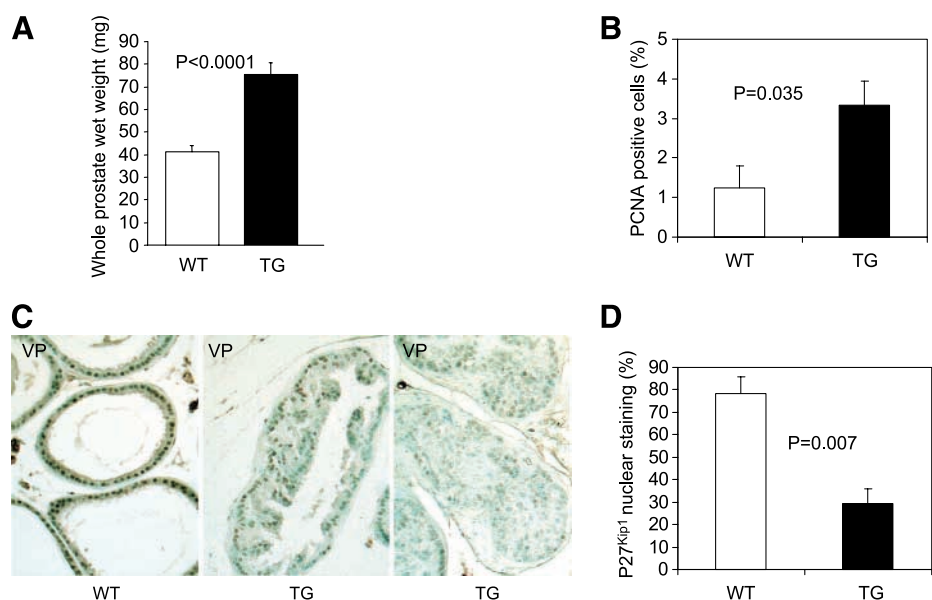 A
Whole prostate wet weight (mg)
90
80
70
60
50
40
30
20
10
0
P<0.0001
WT TG
B
PCNA positive cells (%)
5
4
3
2
1
0
P=0.035
WT TG
C
VP VP VP
WT TG TG
D
P27Kip1 nuclear staining (%)
90
80
70
60
50
40
30
20
10
0
P=0.007
WT TG